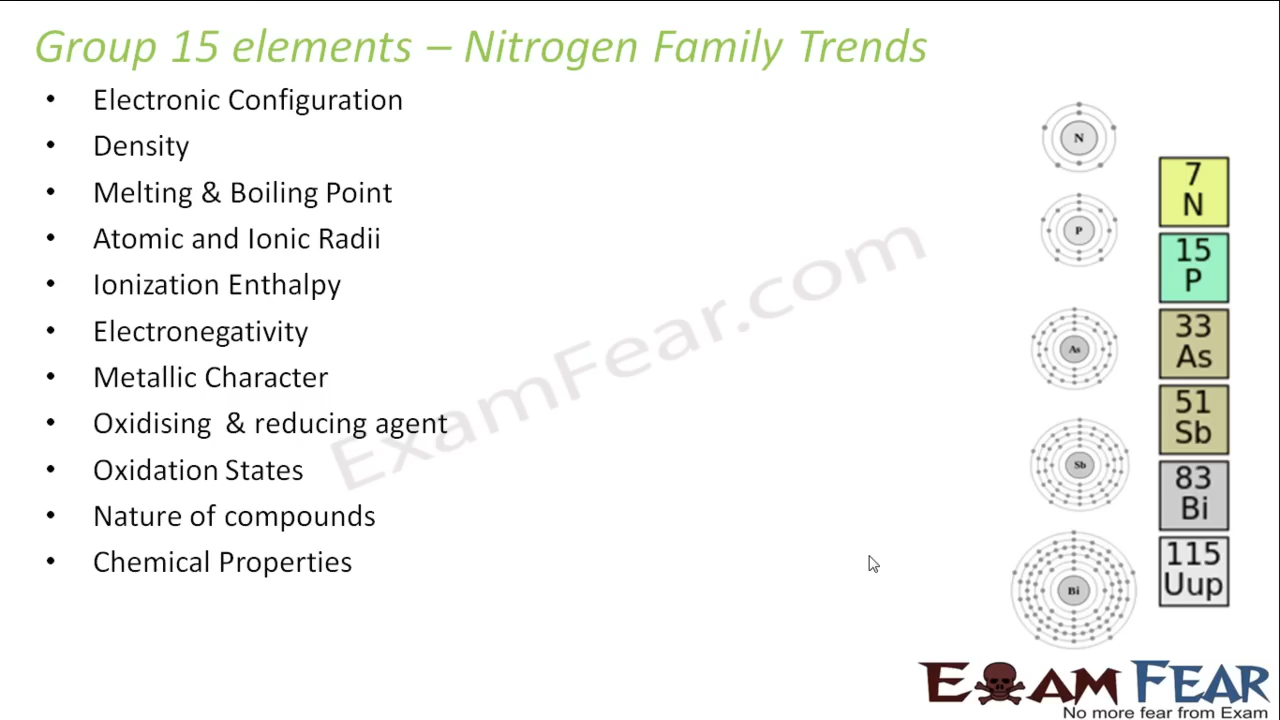 Group 15 elements – Nitrogen Family Trends
• Electronic Configuration
• Density
• Melting & Boiling Point
• Atomic and Ionic Radii
• Ionization Enthalpy
• Electronegativity
• Metallic Character
• Oxidising & reducing agent
• Oxidation States
• Nature of compounds
• Chemical Properties
ExamFear.com
N
P
As
Sb
Bi
7
N
15
P
33
As
51
Sb
83
Bi
115
Uup
EXAM FEAR
No more fear from Exam